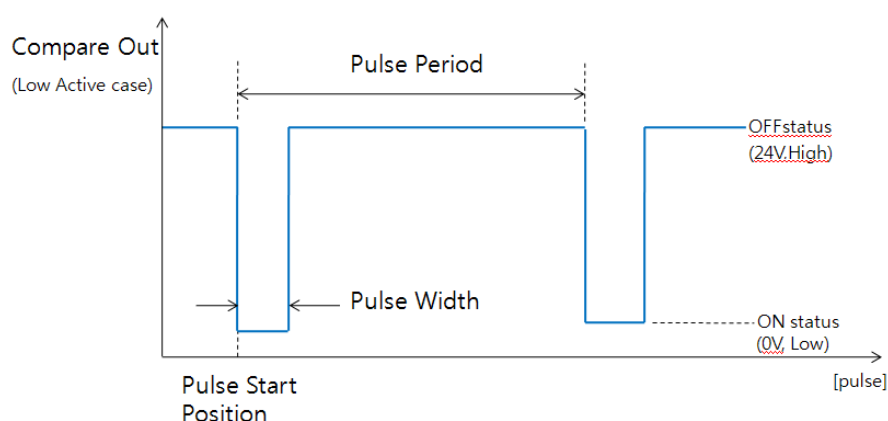 Compare Out
(Low Active case)
Pulse Period
OFFstatus
(24V.High)
Pulse Width
ON status
(0V, Low)
[pulse]
Pulse Start
Position